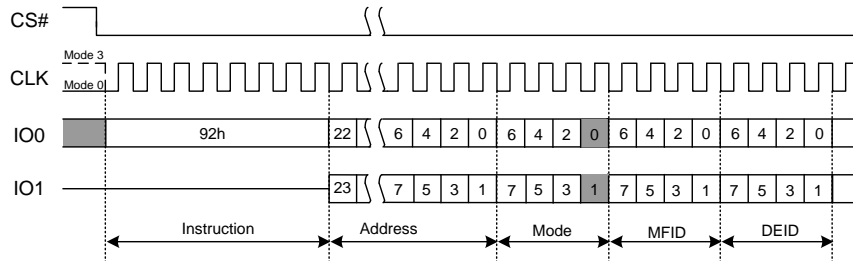 CS#
Mode 3
CLK
Mode 0
IO0 92h 22 6 4 2 0 6 4 2 0 6 4 2 0 6 4 2 0
IO1 23 7 5 3 1 7 5 3 1 7 5 3 1 7 5 3 1
Instruction Address Mode MFID DEID